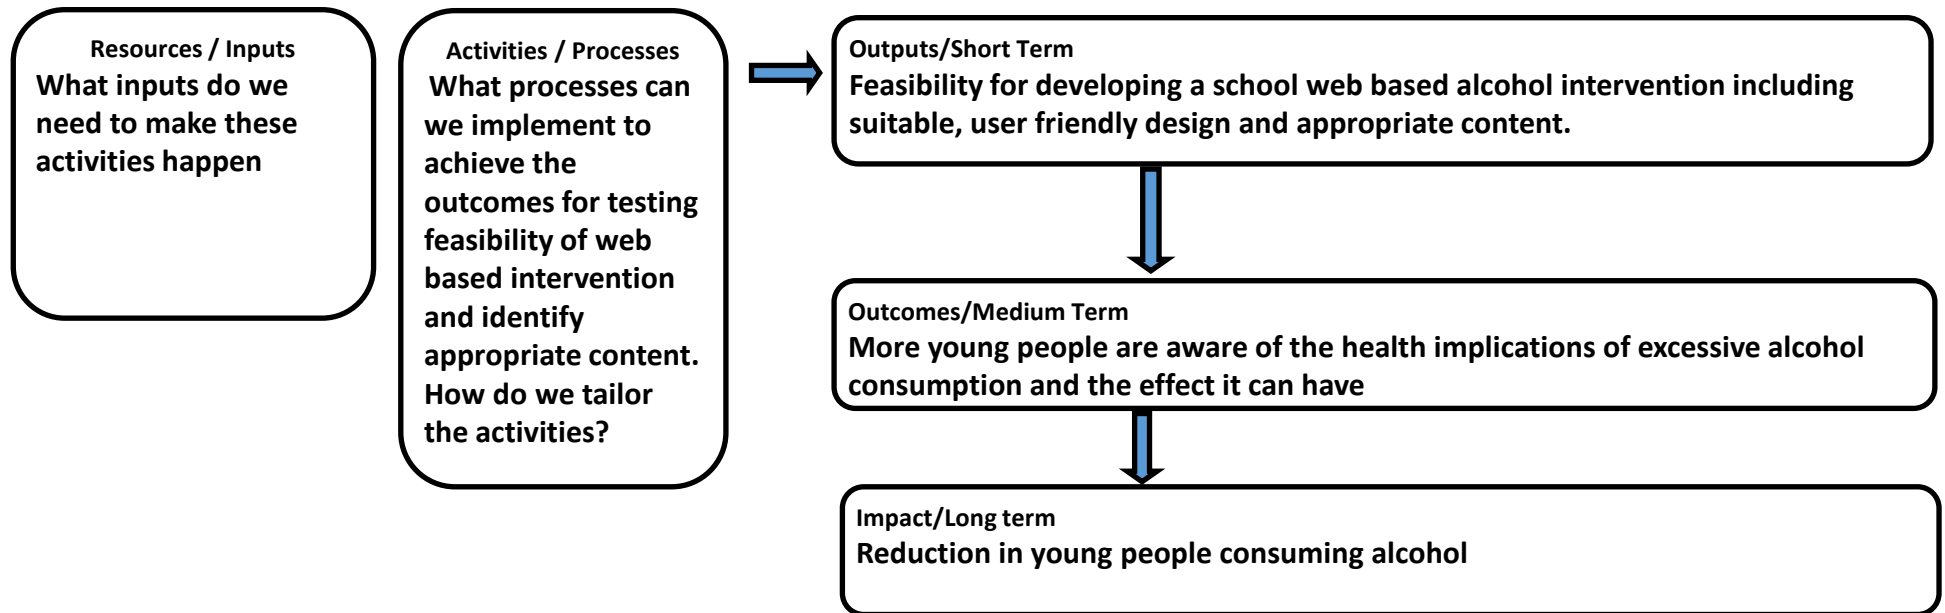 Resources / Inputs
What inputs do we
need to make these
activities happen
Activities / Processes
What processes can
we implement to
achieve the
outcomes for testing
feasibility of web
based intervention
and identify
appropriate content.
How do we tailor
the activities?
Outputs/Short Term
Feasibility for developing a school web based alcohol intervention including
suitable, user friendly design and appropriate content.
Outcomes/Medium Term
More young people are aware of the health implications of excessive alcohol
consumption and the effect it can have
Impact/Long term
Reduction in young people consuming alcohol